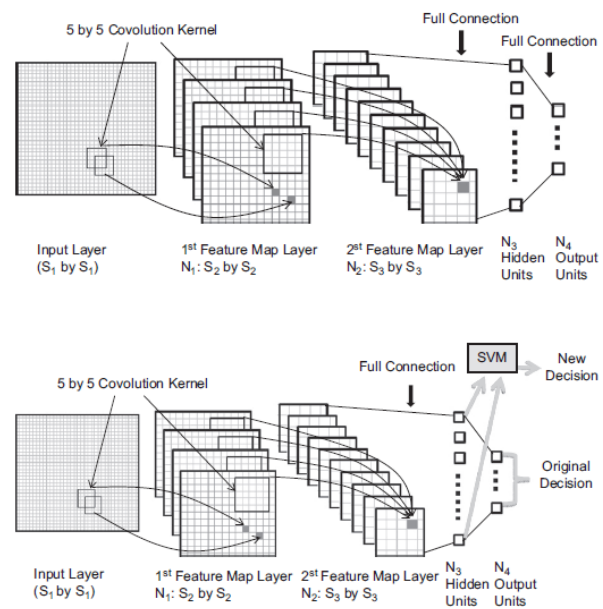 Full Connection
5 by 5 Covolution Kernel
Full Connection
Input Layer
(S1 by S1)
1st Feature Map Layer
N1: S2 by S2
2st Feature Map Layer
N2: S3 by S3
N3
Hidden
Units
N4
Output
Units
SVM
New
Decision
Full Connection
5 by 5 Covolution Kernel
Original
Decision
Input Layer
(S1 by S1)
1st Feature Map Layer
N1: S2 by S2
2st Feature Map Layer
N2: S3 by S3
N3
Hidden
Units
N4
Output
Units